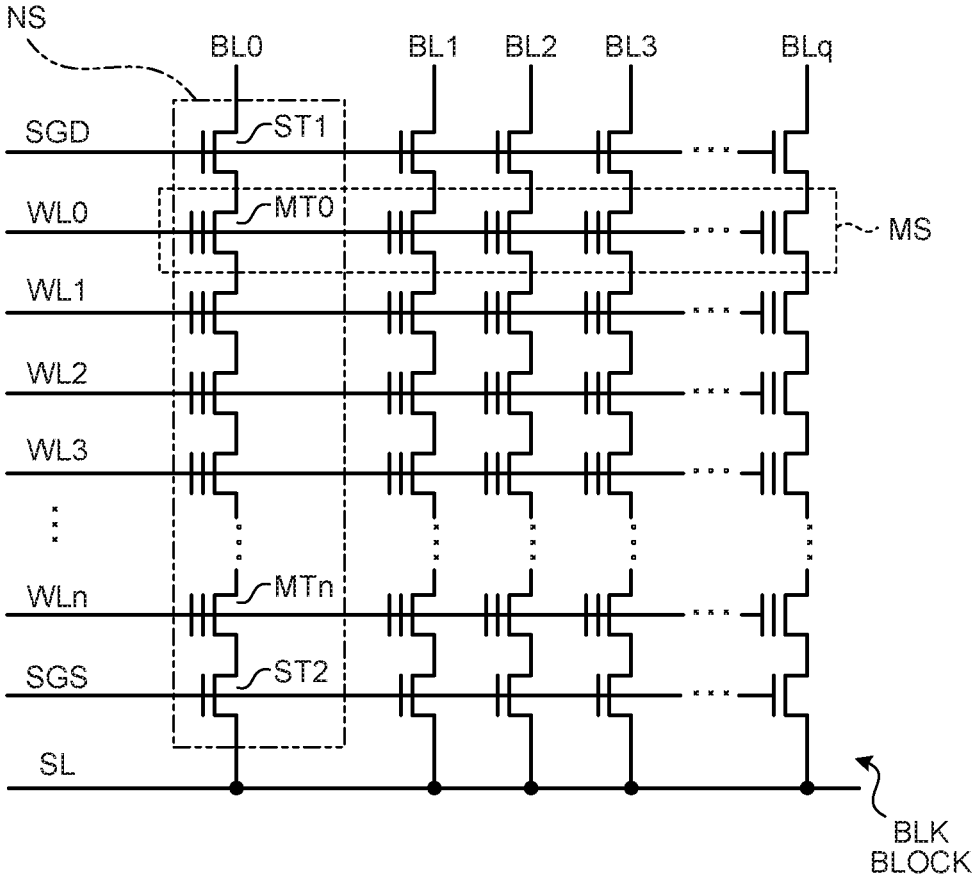 NS
BL0 BL1 BL2 BL3 BLq
SGD
ST1
WL0
MT0
MS
WL1
WL2
WL3
WLn
MTn
SGS
ST2
SL
BLK
BLOCK